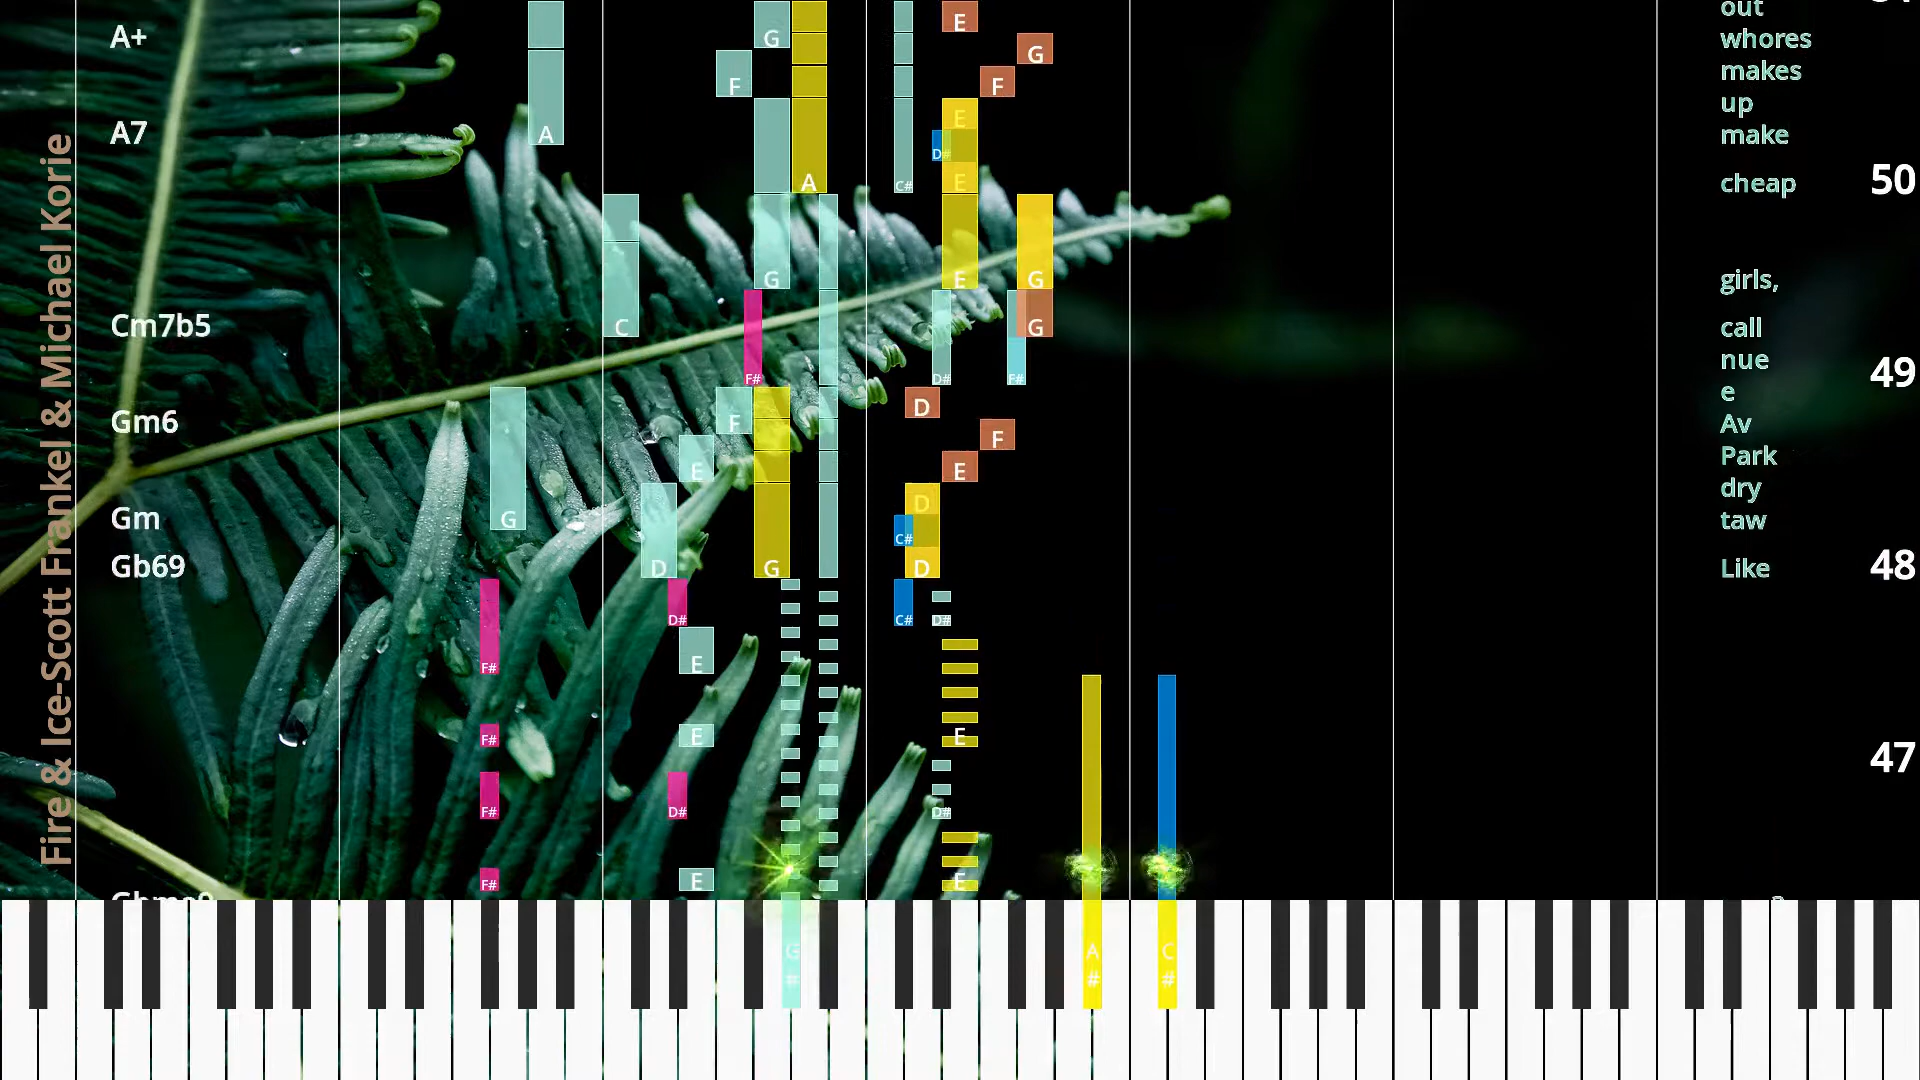 Fire & Ice-Scott Frankel & Michael Korie
A+
A7
Cm7b5
Gm6
Gm
Gb69
G
E
G
F
F
A
E
D#
A
C#
E
G
E
G
C
G
F#
D#
F#
F
D
F
E
E
G
D
C#
D
G
D
D#
C#
D#
F#
E
F#
E
E
F#
D#
D#
F#
E
E
G
#
A
#
C
#
out
whores
makes
up
make
cheap
50
girls,
call
nue
49
e
Av
Park
dry
taw
Like
48
47